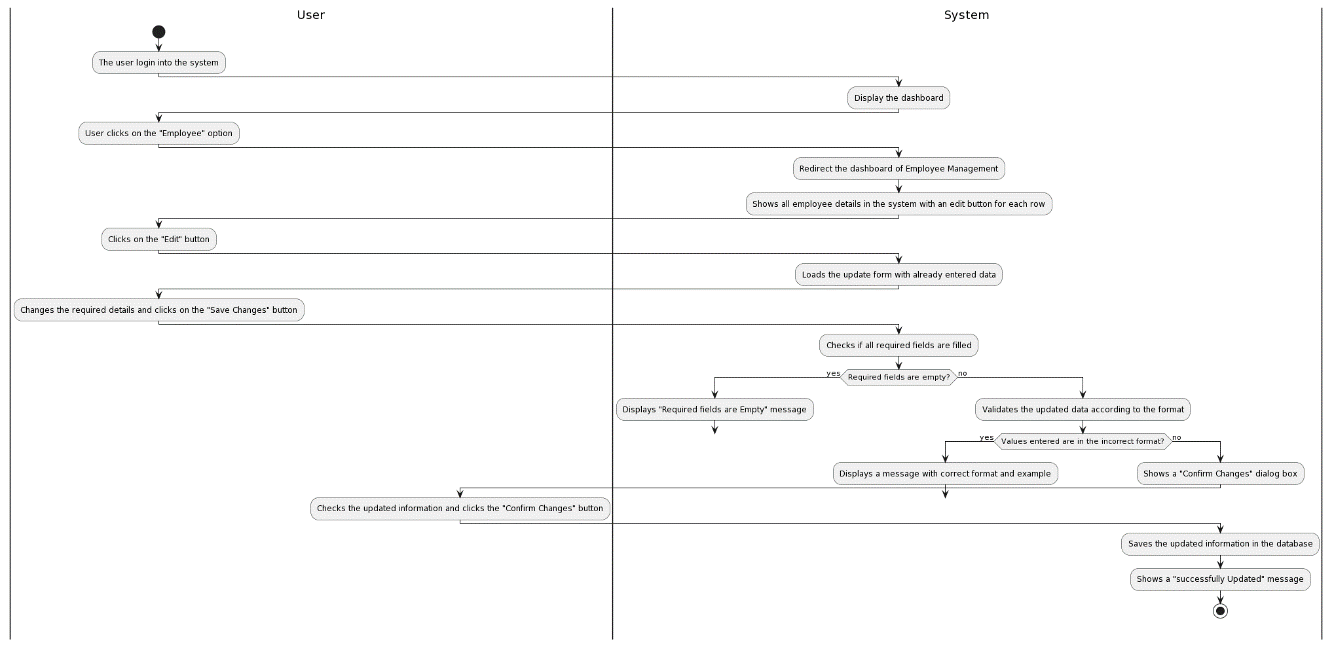 User
System
The user login into the system
Display the dashboard
User clicks on the "Employee" option
Redirect the dashboard of Employee Management
Shows all employee details in the system with an edit button for each row
Clicks on the "Edit" button
Loads the update form with already entered data
Changes the required details and clicks on the "Save Changes" button
Checks if all required fields are filled
yes
Required fields are empty?
no
Displays "Required fields are Empty" message
Validates the updated data according to the format
yes
Values entered are in the incorrect format?
no
Displays a message with correct format and example
Shows a "Confirm Changes" dialog box
Checks the updated information and clicks the "Confirm Changes" button
Saves the updated information in the database
Shows a "successfully Updated" message